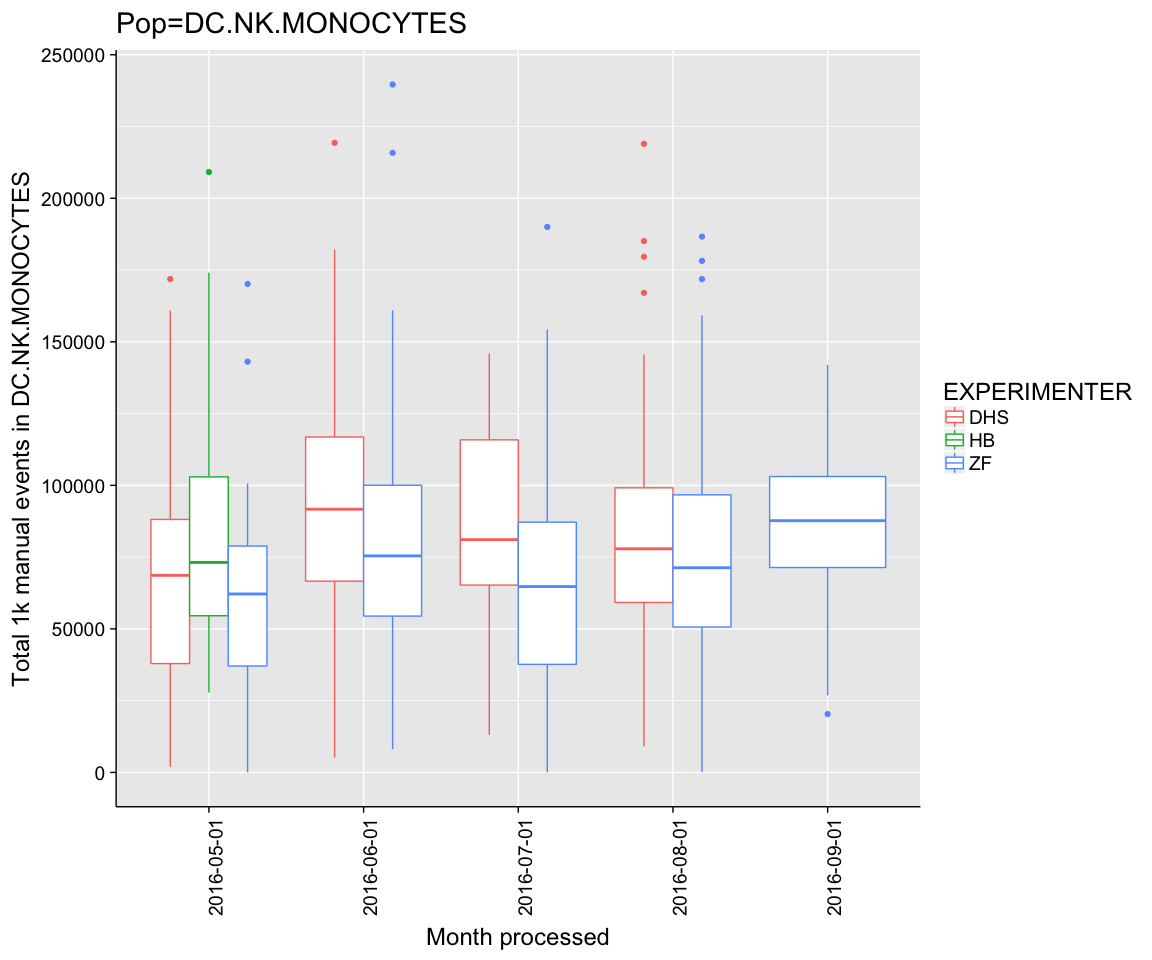 Pop=DC.NK.MONOCYTES
Total 1k manual events in DC.NK.MONOCYTES
250000
200000
150000
100000
50000
0
2016-05-01
2016-06-01
2016-07-01
2016-08-01
2016-09-01
Month processed
EXPERIMENTER
DHS
HB
ZF